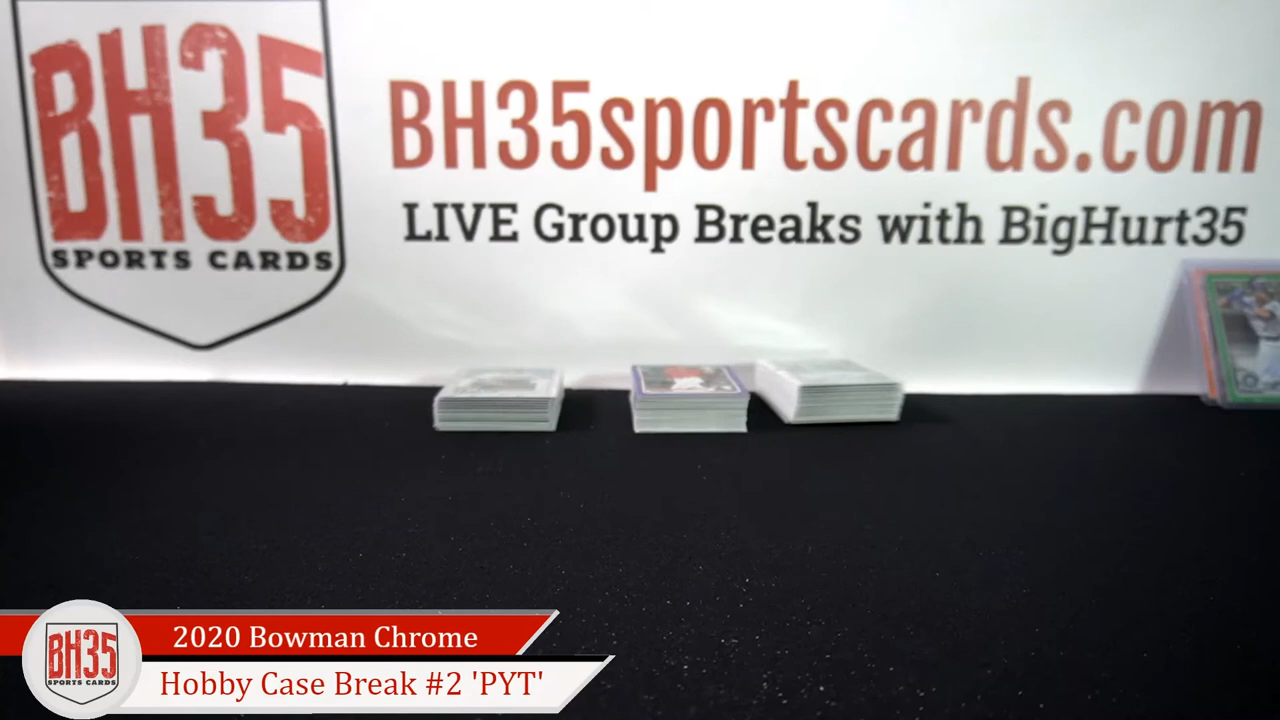 BH35
SPORTS CARDS
BH35sportscards.com
LIVE Group Breaks with BigHurt35
2020 Bowman Chrome
Hobby Case Break #2 'PYT'
BH35
SPORTS CARDS